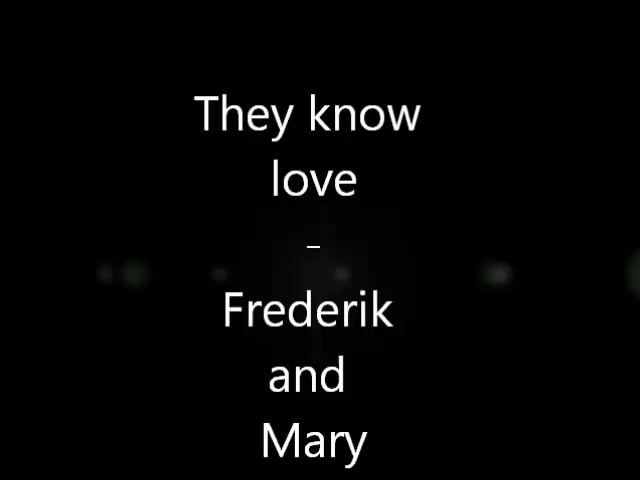 They know
love
–
Frederik
and
Mary